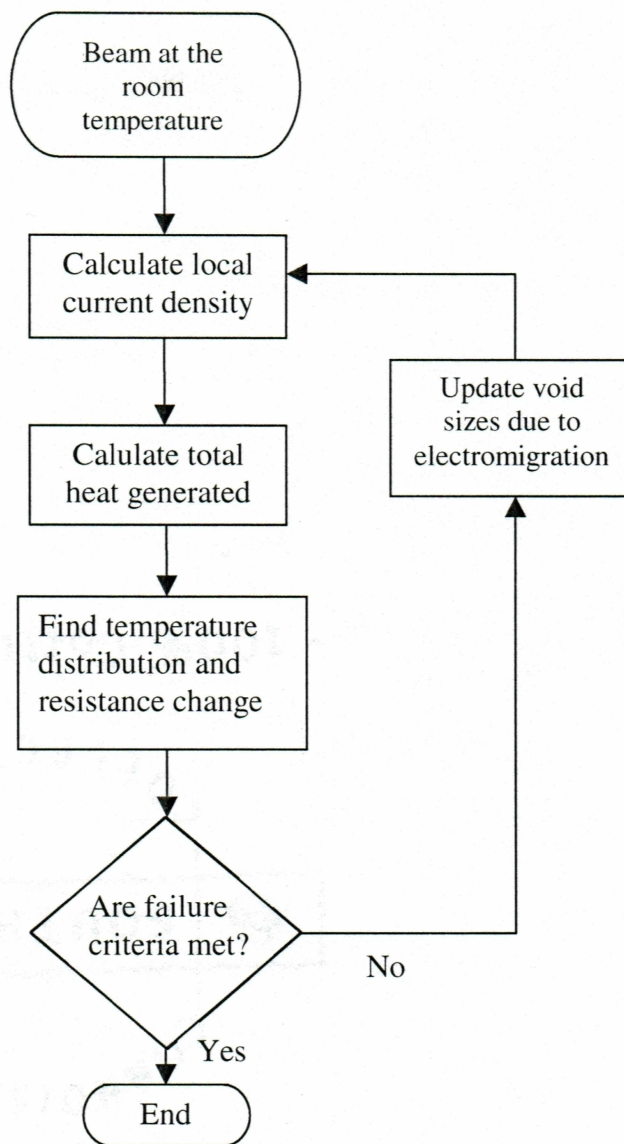 Beam at the
room
temperature
Calculate local
current density
Update void
sizes due to
electromigration
Calulate total
heat generated
Find temperature
distribution and
resistance change
Are failure
criteria met?
No
Yes
End